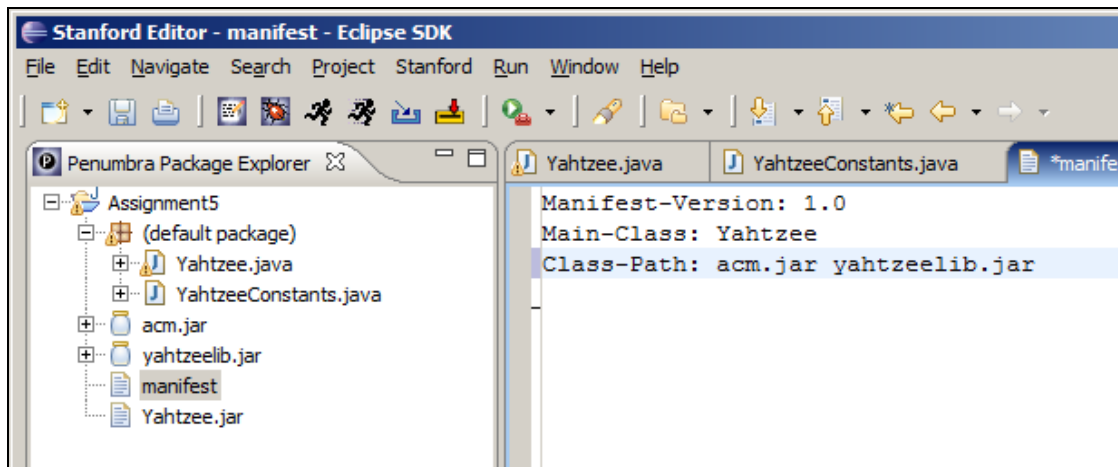 Stanford Editor - manifest - Eclipse SDK
File Edit Navigate Search Project Stanford Run Window Help
Penumbra Package Explorer
Assignment5
(default package)
Yahtzee.java
YahtzeeConstants.java
acm.jar
yahtzeelib.jar
manifest
Yahtzee.jar
Yahtzee.java YahtzeeConstants.java *manife
Manifest-Version: 1.0
Main-Class: Yahtzee
Class-Path: acm.jar yahtzeelib.jar